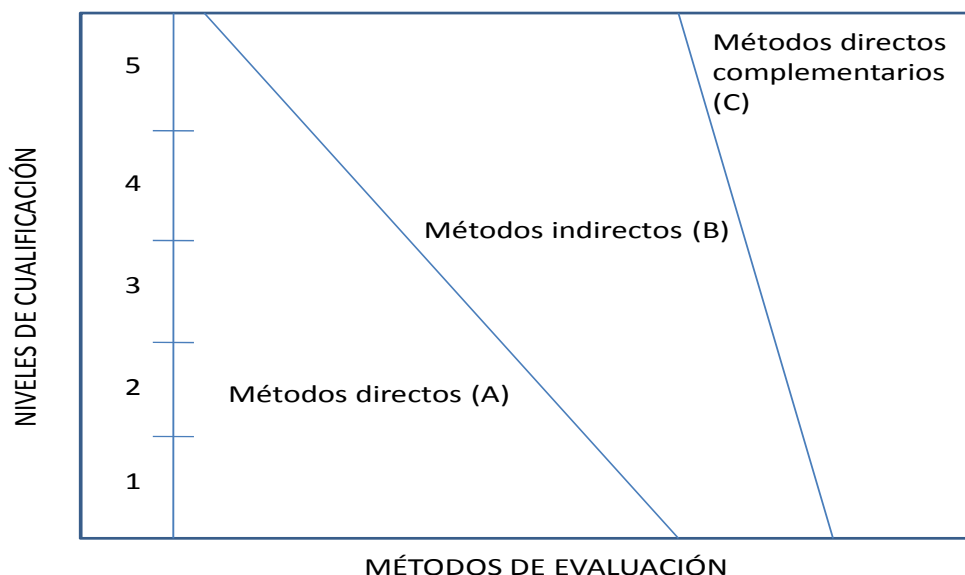 NIVELES DE CUALIFICACIÓN
5
4
3
2
1
Métodos directos
complementarios
(C)
Métodos indirectos (B)
Métodos directos (A)
MÉTODOS DE EVALUACIÓN